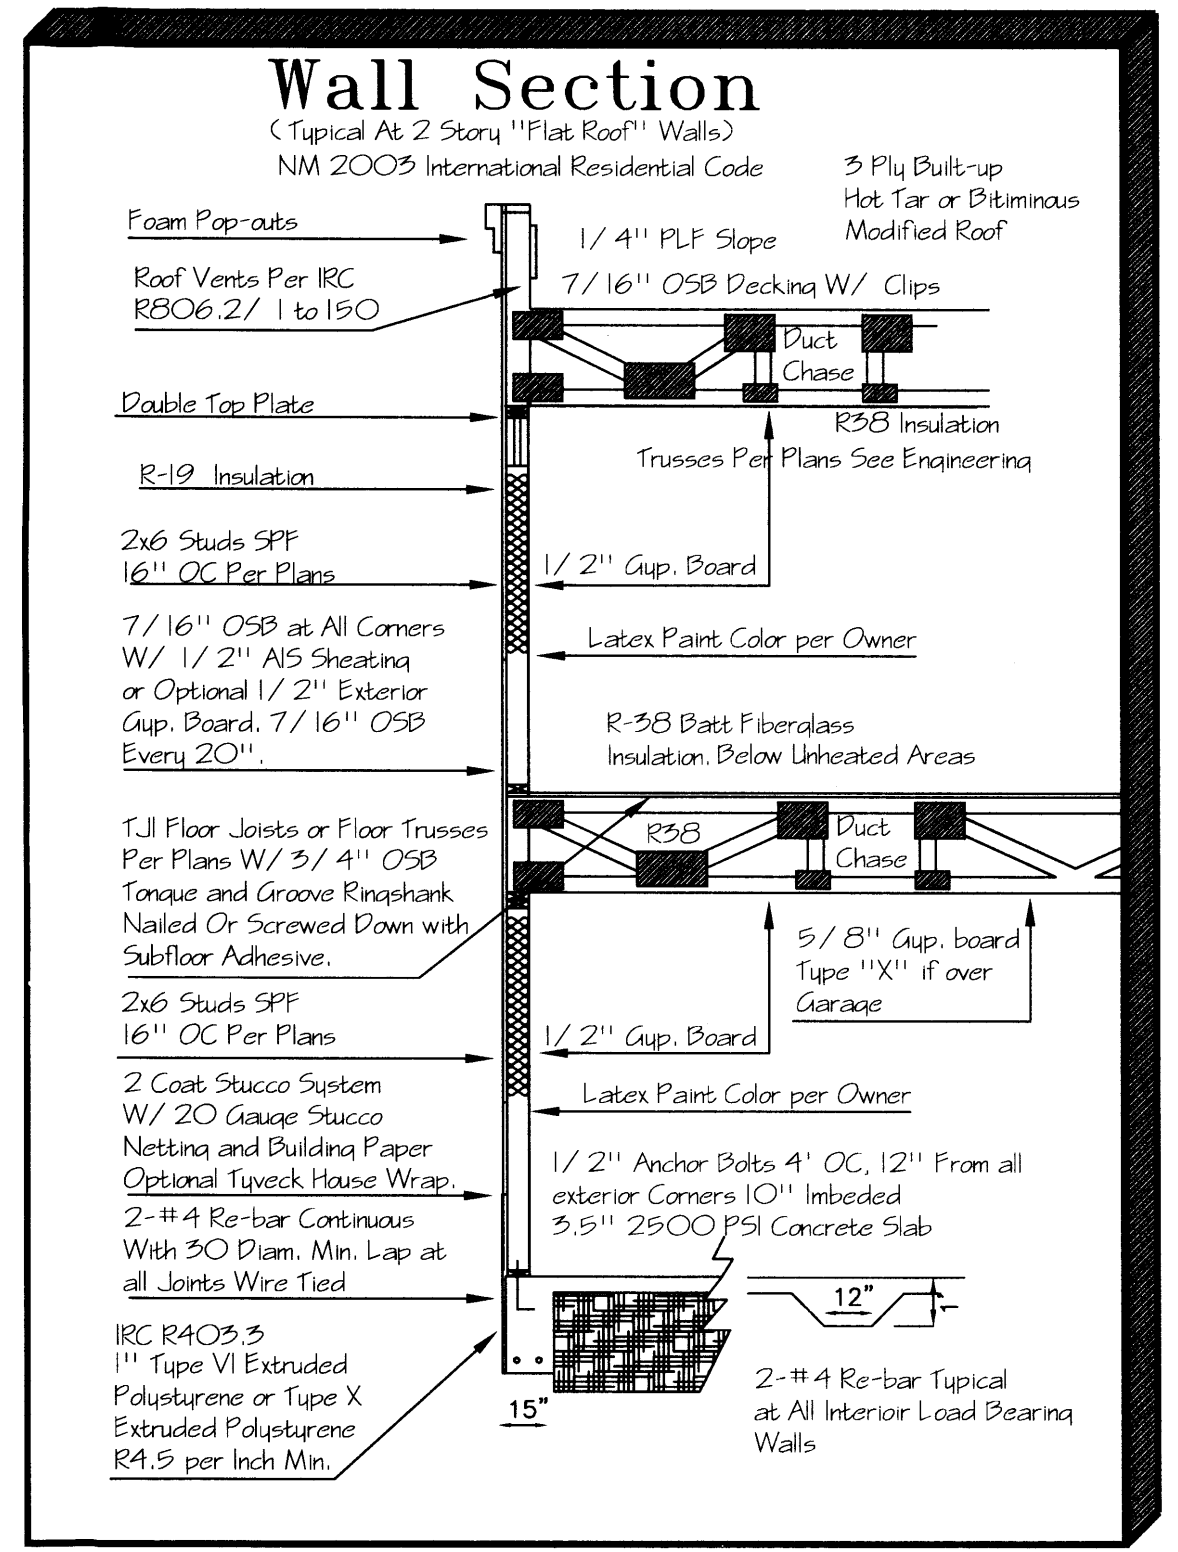 Wall Section
(Typical At 2 Story "Flat Roof" Walls)
NM 2003 International Residential Code
3 Ply Built-up
Hot Tar or Bitiminous
Modified Roof
Foam Pop-outs
1/4" PLF Slope
Roof Vents Per IRC
R806.2/ 1 to 150
7/16" OSB Decking W/ Clips
Duct
Chase
Double Top Plate
R38 Insulation
Trusses Per Plans See Engineering
R-19 Insulation
2x6 Studs SPF
16" OC Per Plans
1/2" Gyp. Board
7/16" OSB at All Corners
W/ 1/2" AIS Sheating
or Optional 1/2" Exterior
Gyp. Board. 7/16" OSB
Every 20".
Latex Paint Color per Owner
R-38 Batt Fiberglass
Insulation. Below Unheated Areas
TJI Floor Joists or Floor Trusses
Per Plans W/ 3/4" OSB
Tongue and Groove Ringshank
Nailed Or Screwed Down with
Subfloor Adhesive.
R38
Duct
Chase
5/8" Gyp. board
Type "X" if over
Garage
2x6 Studs SPF
16" OC Per Plans
1/2" Gyp. Board
2 Coat Stucco System
W/ 20 Gauge Stucco
Netting and Building Paper
Optional Tyveck House Wrap.
Latex Paint Color per Owner
1/2" Anchor Bolts 4' OC, 12" From all
exterior Corners 10" Imbeded
3.5" 2500 PSI Concrete Slab
2-#4 Re-bar Continuous
With 30 Diam. Min. Lap at
all Joints Wire Tied
12"
1'
IRC R403.3
1" Type VI Extruded
Polystyrene or Type X
Extruded Polystyrene
R4.5 per Inch Min.
15"
2-#4 Re-bar Typical
at All Interioir Load Bearing
Walls